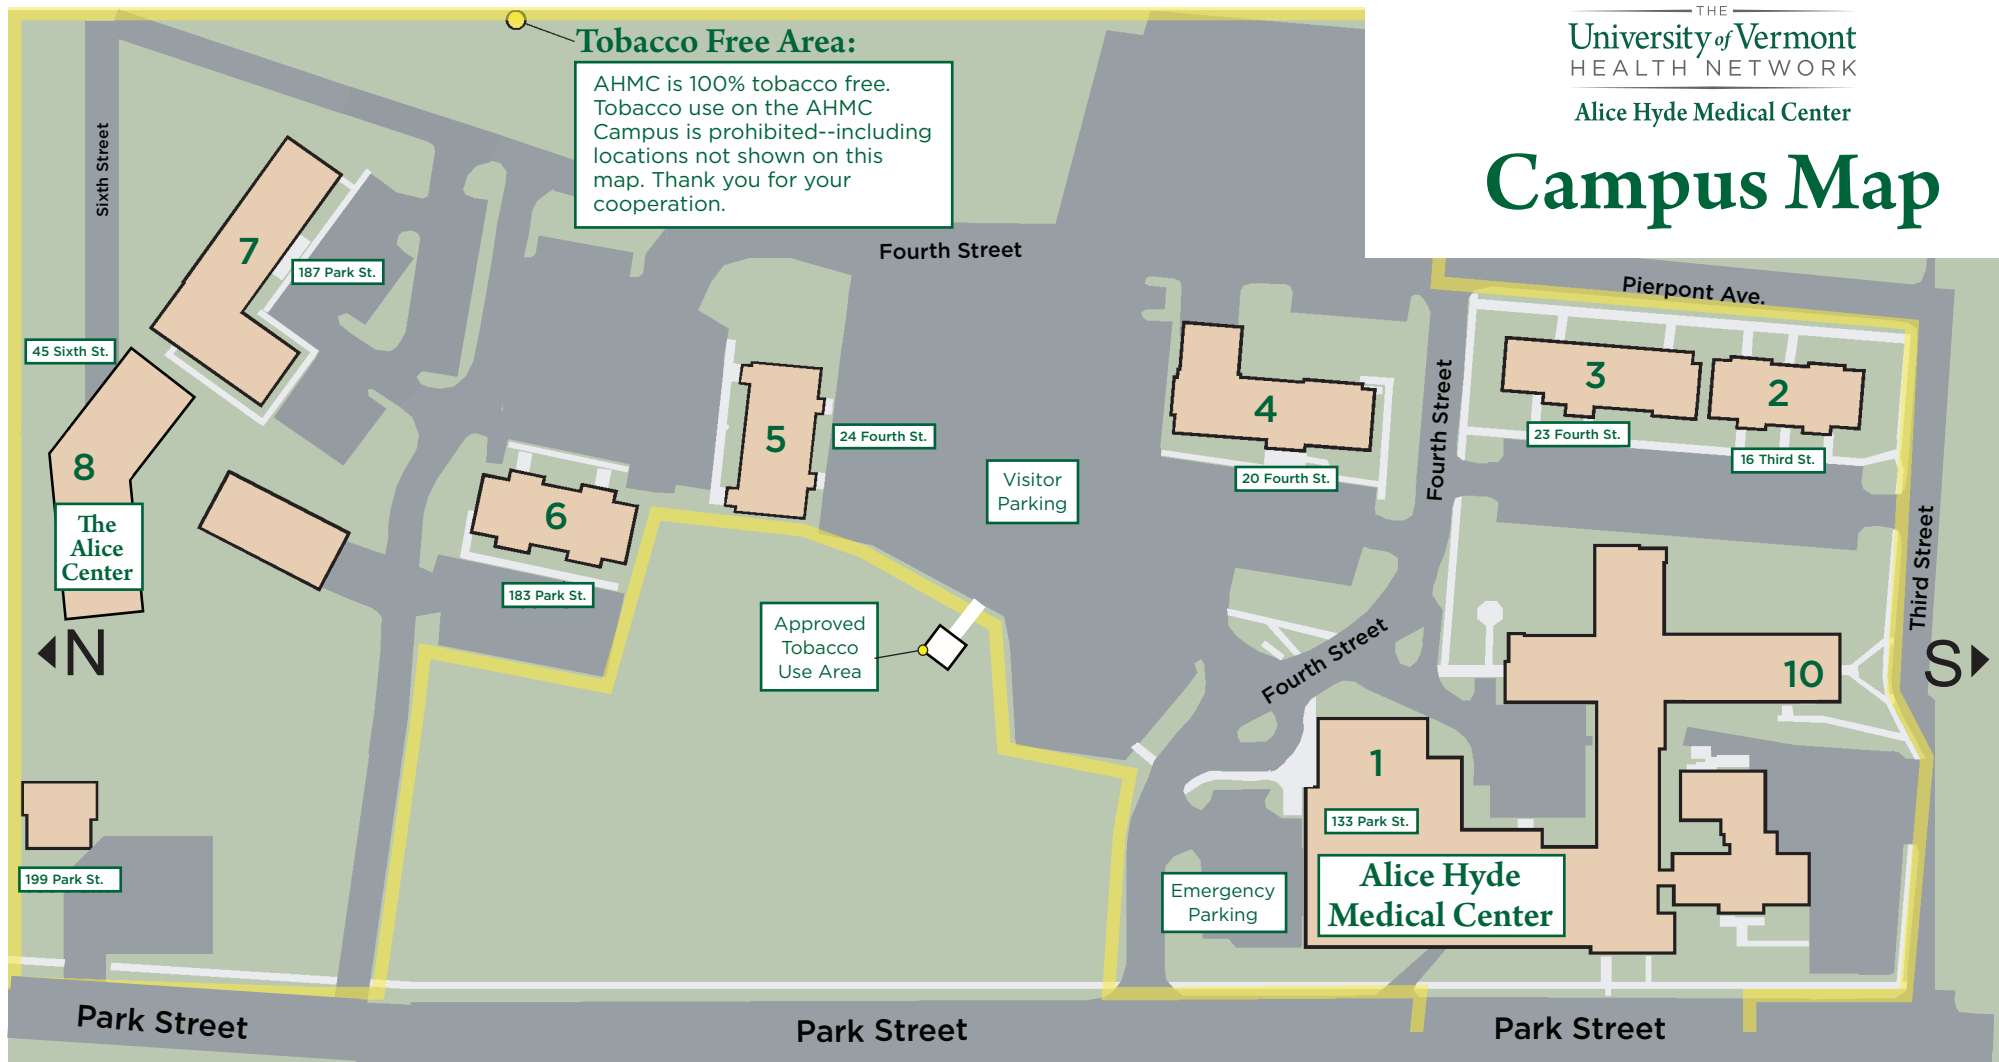 THE
University of Vermont
HEALTH NETWORK
Alice Hyde Medical Center
Campus Map
Tobacco Free Area:
AHMC is 100% tobacco free.
Tobacco use on the AHMC
Campus is prohibited--including
locations not shown on this
map. Thank you for your
cooperation.
Sixth Street
7
187 Park St.
Fourth Street
Pierpont Ave.
45 Sixth St.
8
The
Alice
Center
N
6
183 Park St.
5
24 Fourth St.
Visitor
Parking
4
20 Fourth St.
Fourth Street
3
23 Fourth St.
2
16 Third St.
Third Street
S
Approved
Tobacco
Use Area
Fourth Street
10
1
133 Park St.
Alice Hyde
Medical Center
Emergency
Parking
199 Park St.
Park Street
Park Street
Park Street